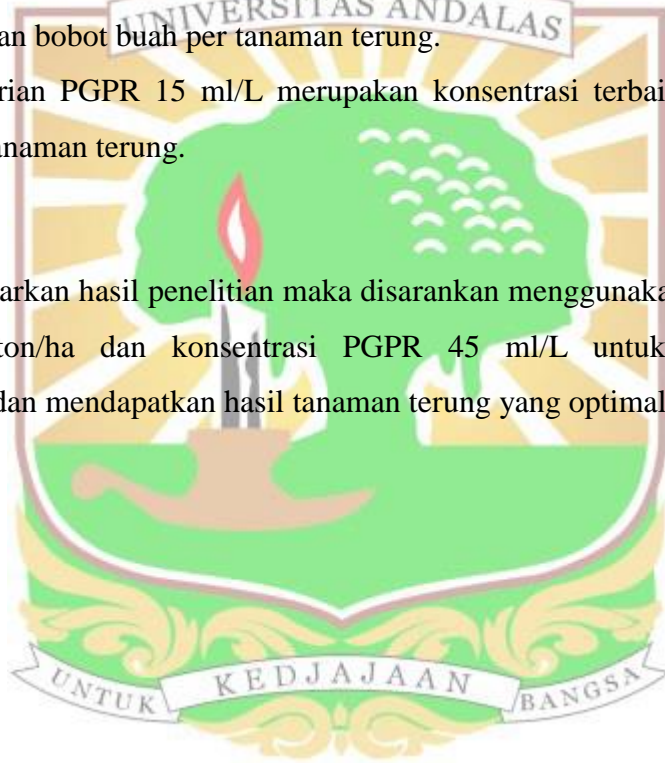 UNIVERSITAS ANDALAS
an bobot buah per tanaman terung.
rian PGPR 15 ml/L merupakan konsentrasi terbai
anaman terung.
arkan hasil penelitian maka disarankan menggunaka
ton/ha dan konsentrasi PGPR 45 ml/L untuk
dan mendapatkan hasil tanaman terung yang optimal
UNTUK KEDJAJAAN BANGSA